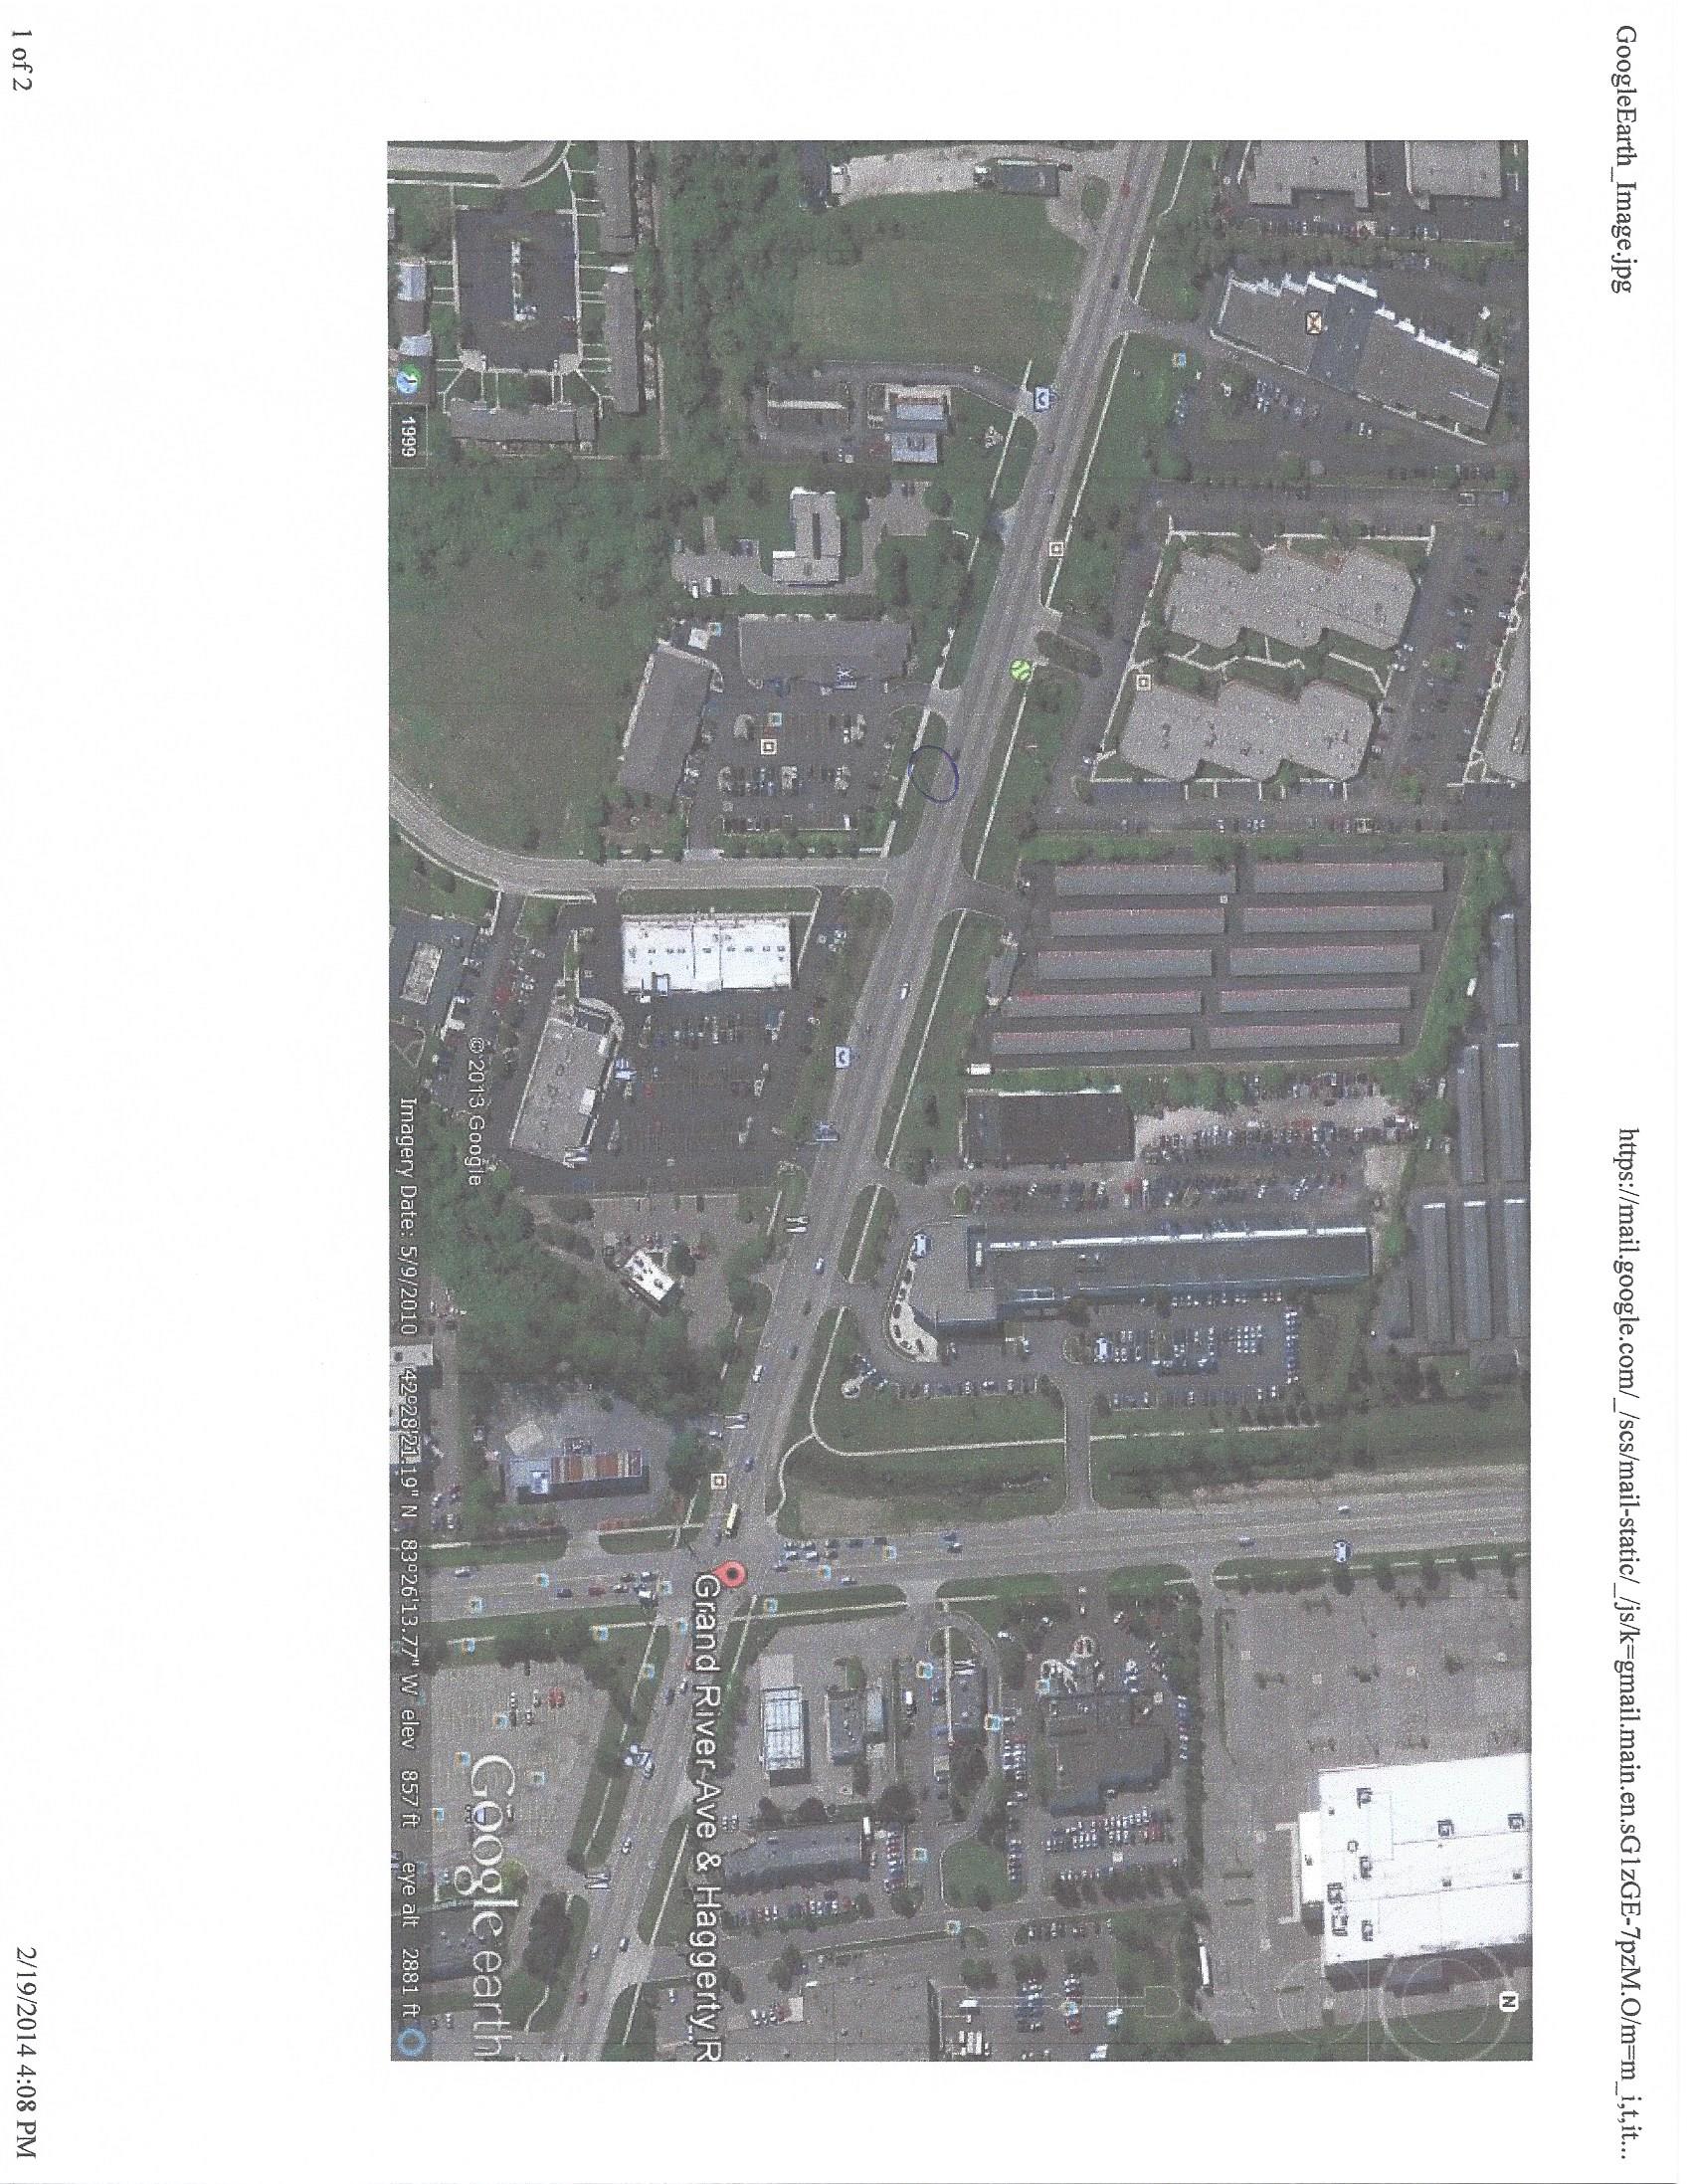 GoogleEarth_Image.jpg
https://mail.google.com/_/scs/mail-static/_/js/k=gmail.main.en.sG1zGE-7pzM.O/m=m_i,t,it...
N
Grand River Ave & Haggerty R
© 2013 Google
Google earth
1999
Imagery Date: 5/9/2010 42°28'21.19" N 83°26'13.77" W elev 857 ft eye alt 2881 ft
1 of 2
2/19/2014 4:08 PM